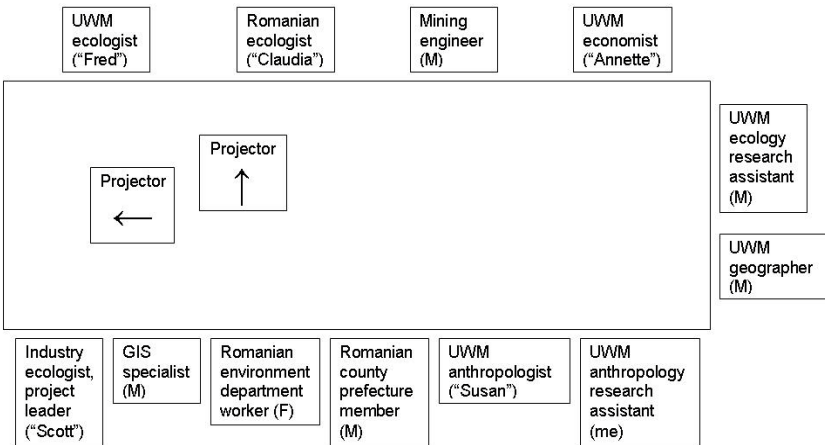 UWM
ecologist
(“Fred”)
Romanian
ecologist
(“Claudia”)
Mining
engineer
(M)
UWM
economist
(“Annette”)
UWM
ecology
research
assistant
(M)
Projector
Projector
UWM
geographer
(M)
Industry
ecologist,
project
leader
(“Scott”)
GIS
specialist
(M)
Romanian
environment
department
worker (F)
Romanian
county
prefecture
member
(M)
UWM
anthropologist
(“Susan”)
UWM
anthropology
research
assistant
(me)